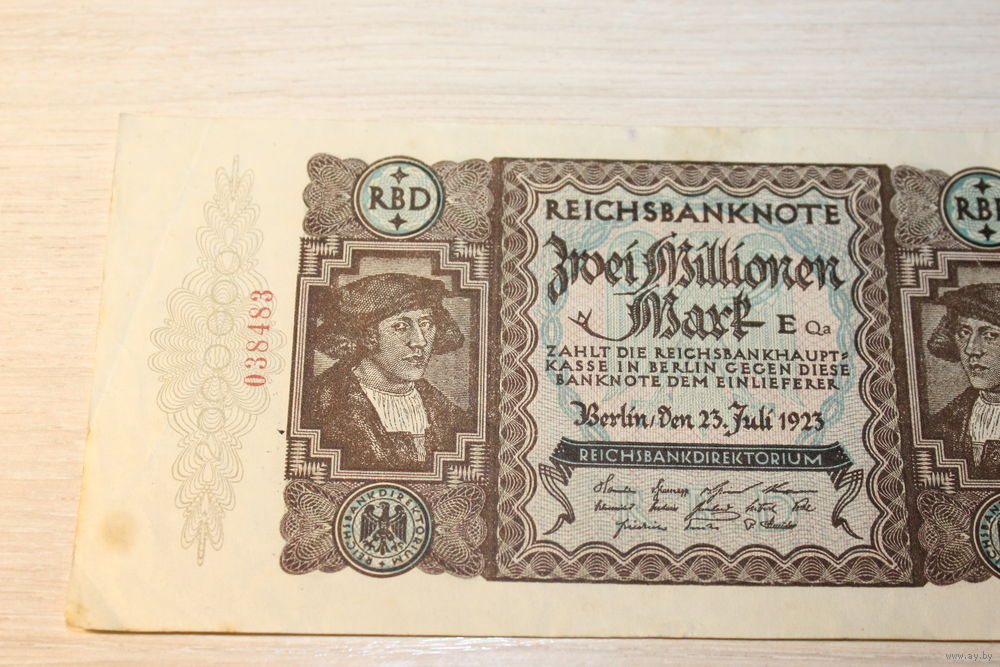 RBD
REICHSBANKNOTE
Zwei Millionen
Mark E Qa
ZAHLT DIE REICHSBANKHAUPT=
KASSE IN BERLIN GEGEN DIESE
BANKNOTE DEM EINLIEFERER
Berlin, den 23. Juli 1923
REICHSBANKDIREKTORIUM
038483
REICHSBANKDIREKTORIUM
RB
www.ay.by